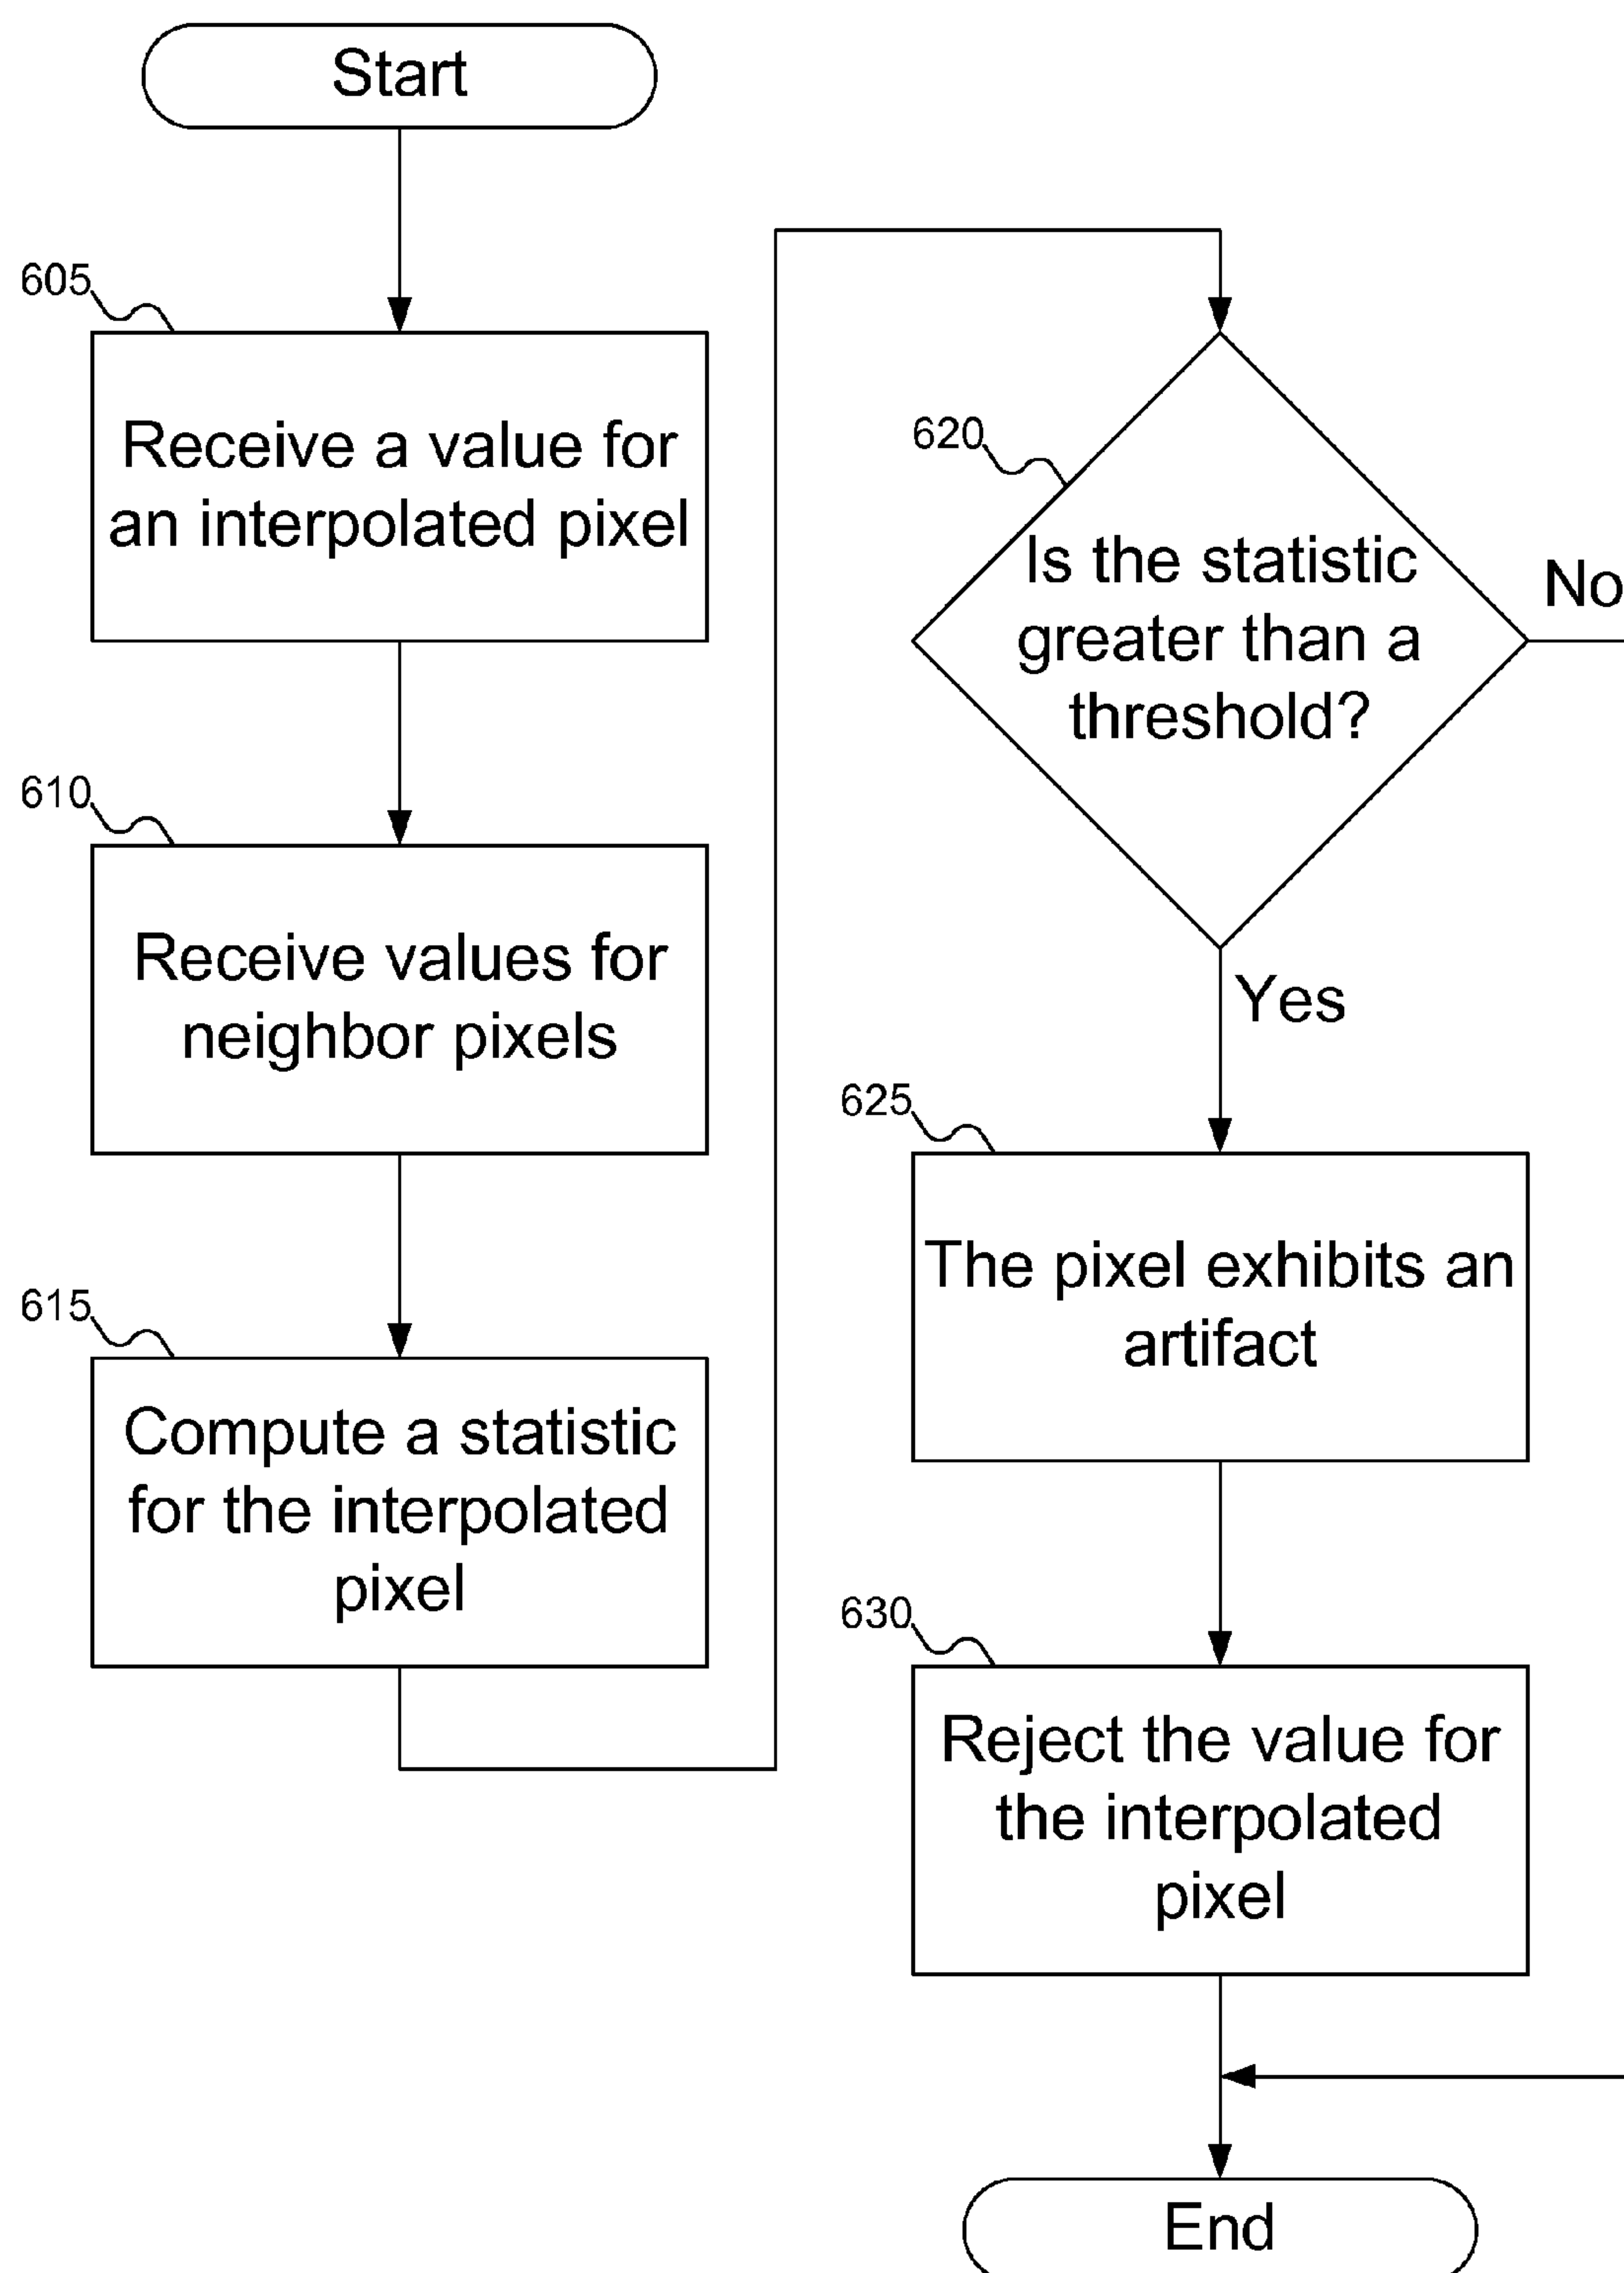 Start
605
Receive a value for
an interpolated pixel
610
Receive values for
neighbor pixels
615
Compute a statistic
for the interpolated
pixel
620
Is the statistic
greater than a
threshold?
No
Yes
625
The pixel exhibits an
artifact
630
Reject the value for
the interpolated
pixel
End